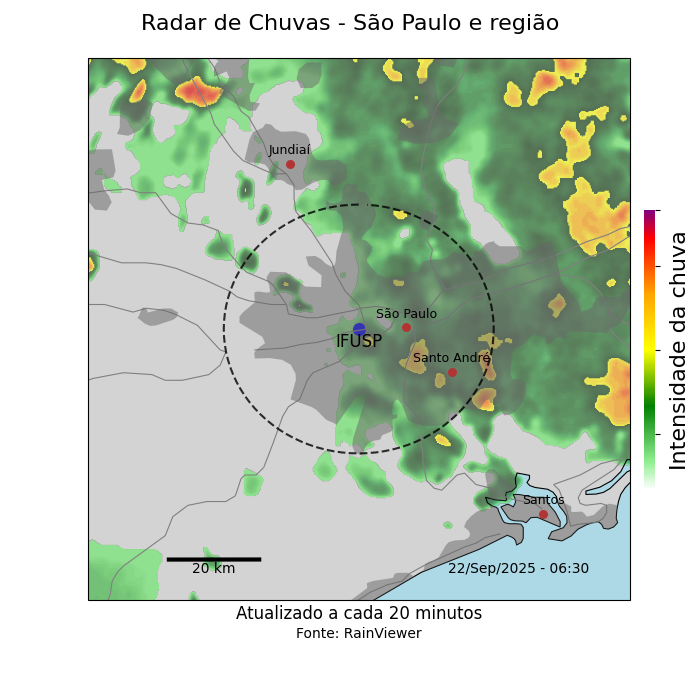 Radar de Chuvas - São Paulo e região
Jundiaí
São Paulo
IFUSP
Santo André
Santos
20 km
22/Sep/2025 - 06:30
Intensidade da chuva
Atualizado a cada 20 minutos
Fonte: RainViewer